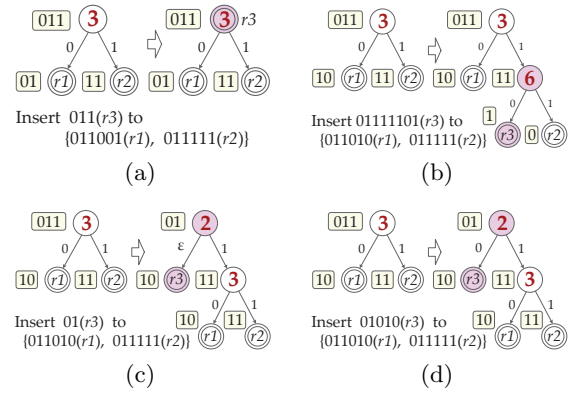 011 3 011 3 r3
0 1 0 1
01 r1 11 r2 01 r1 11 r2
Insert 011(r3) to
{011001(r1), 011111(r2)}
(a)
011 3 011 3
0 1 0 1
10 r1 11 r2 10 r1 11 6
0 1
1 r3 0 r2
Insert 01111101(r3) to
{011010(r1), 011111(r2)}
(b)
011 3 01 2
0 1 ε 1
10 r1 11 r2 10 r3 11 3
0 1
10 r1 11 r2
Insert 01(r3) to
{011010(r1), 011111(r2)}
(c)
011 3 01 2
0 1 0 1
10 r1 11 r2 10 r3 11 3
0 1
10 r1 11 r2
Insert 01010(r3) to
{011010(r1), 011111(r2)}
(d)